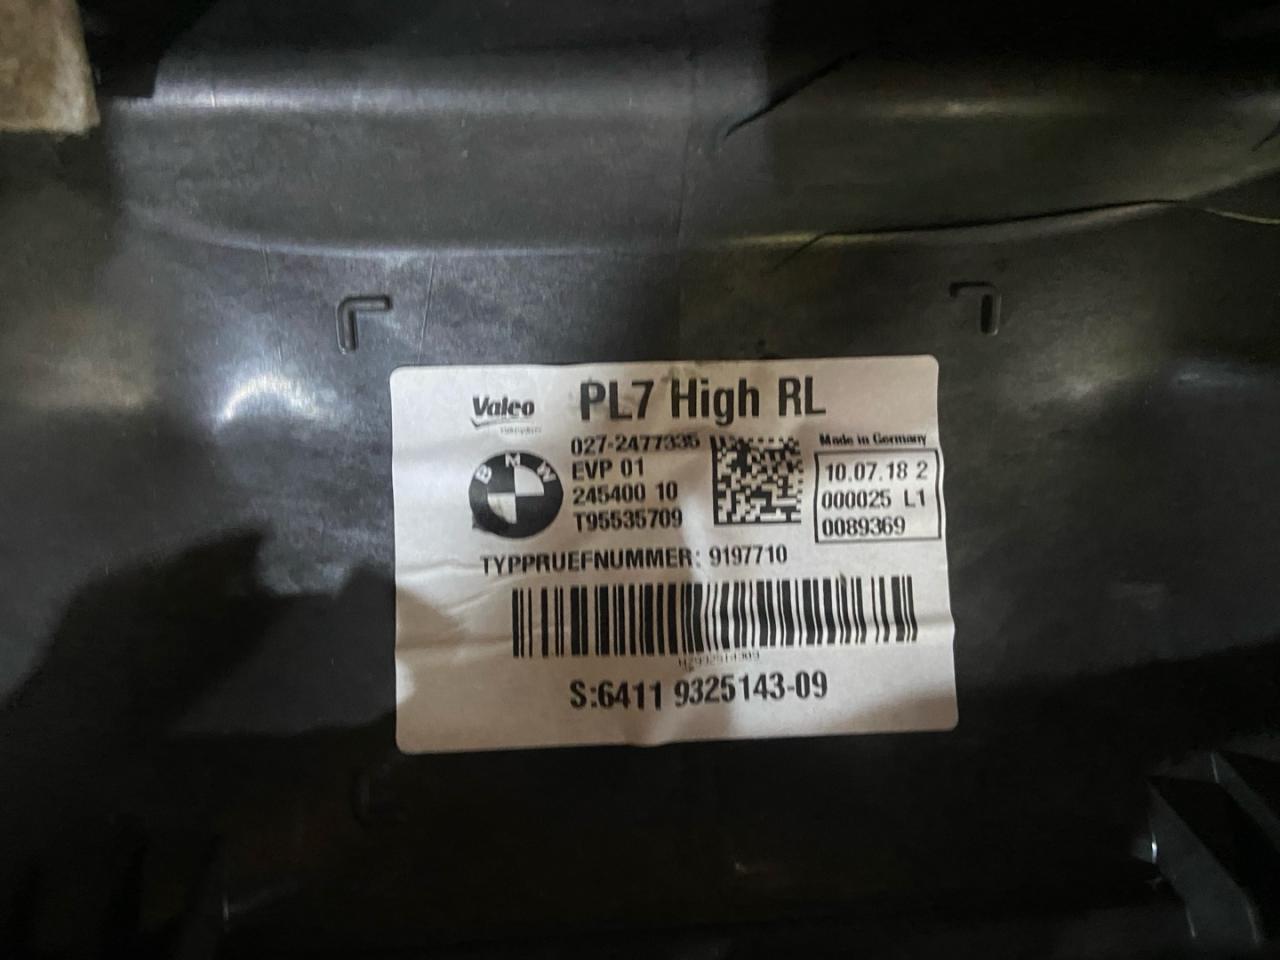 Valeo
PL7 High RL
027-2477335
EVP 01
245400 10
T95535709
BMW
Made in Germany
10.07.18 2
000025 L1
0089369
TYPPRUEFNUMMER: 9197710
S:6411 9325143-09